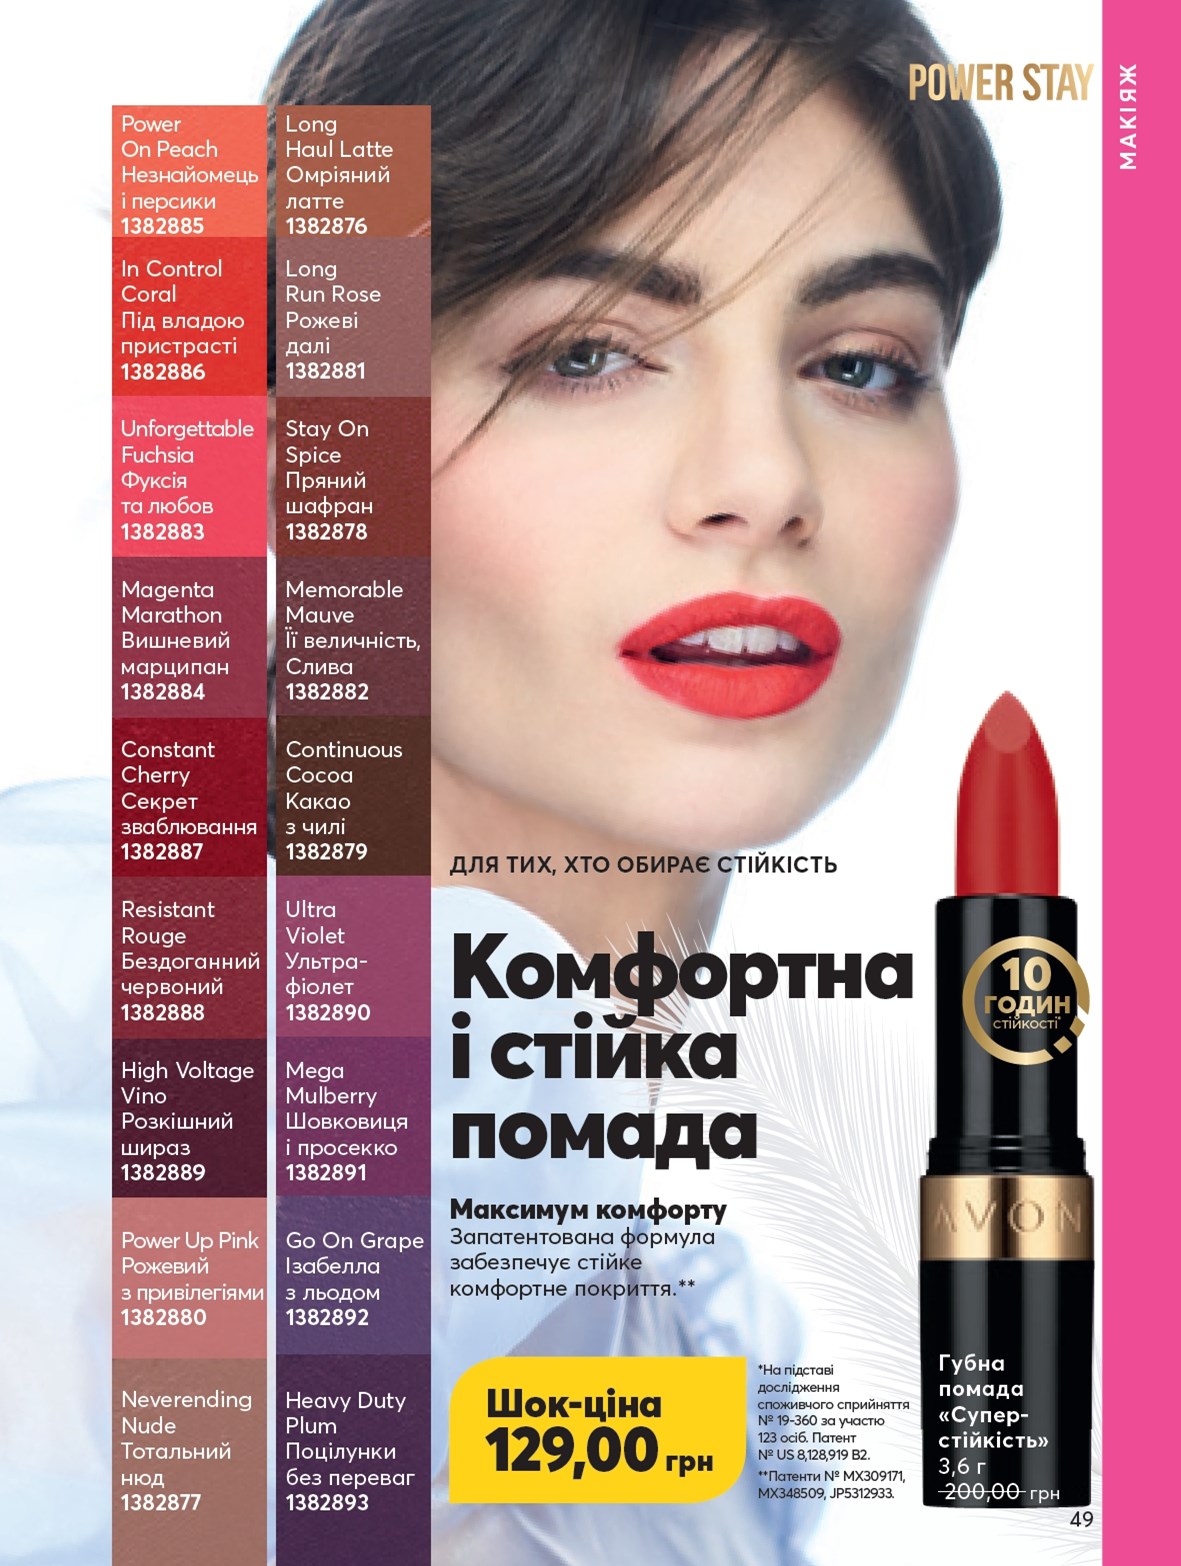 POWER STAY
МАКІЯЖ
Power
On Peach
Незнайомець
і персики
1382885
Long
Haul Latte
Омріяний
латте
1382876
In Control
Coral
Під владою
пристрасті
1382886
Long
Run Rose
Рожеві
далі
1382881
Unforgettable
Fuchsia
Фуксія
та любов
1382883
Stay On
Spice
Пряний
шафран
1382878
Magenta
Marathon
Вишневий
марципан
1382884
Memorable
Mauve
Її величність,
Слива
1382882
Constant
Cherry
Секрет
зваблювання
1382887
Continuous
Cocoa
Какао
з чилі
1382879
Resistant
Rouge
Бездоганний
червоний
1382888
Ultra
Violet
Ультра-
фіолет
1382890
High Voltage
Vino
Розкішний
шираз
1382889
Mega
Mulberry
Шовковиця
і просекко
1382891
Power Up Pink
Рожевий
з привілегіями
1382880
Go On Grape
Ізабелла
з льодом
1382892
Neverending
Nude
Тотальний
нюд
1382877
Heavy Duty
Plum
Поцілунки
без переваг
1382893
ДЛЯ ТИХ, ХТО ОБИРАЄ СТІЙКІСТЬ
Комфортна
і стійка
помада
Максимум комфорту
Запатентована формула
забезпечує стійке
комфортне покриття.**
Шок-ціна
129,00 грн
*На підставі
дослідження
споживчого сприйняття
№ 19-360 за участю
123 осіб. Патент
№ US 8,128,919 B2.
**Патенти № MX309171,
MX348509, JP5312933.
10
ГОДИН
СТІЙКОСТІ*
AVON
Губна
помада
«Супер-
стійкість»
3,6 г
200,00 грн
49